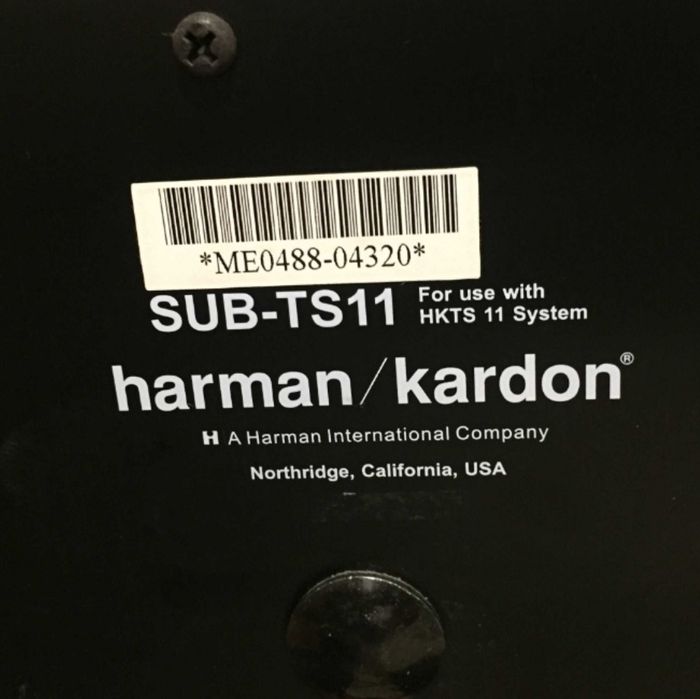 *ME0488-04320*
SUB-TS11 For use with
HKTS 11 System
harman/kardon®
H A Harman International Company
Northridge, California, USA